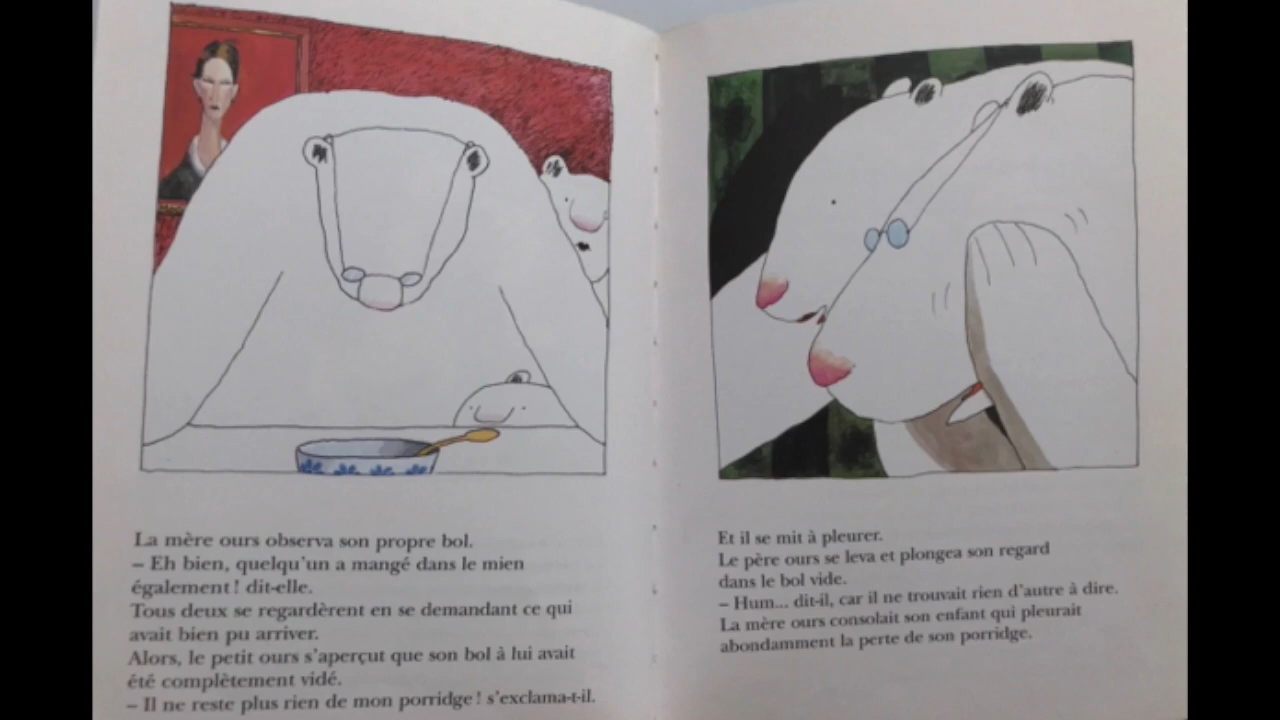 La mère ours observa son propre bol.
– Eh bien, quelqu'un a mangé dans le mien
également ! dit-elle.
Tous deux se regardèrent en se demandant ce qui
avait bien pu arriver.
Alors, le petit ours s'aperçut que son bol à lui avait
été complètement vidé.
– Il ne reste plus rien de mon porridge ! s'exclama-t-il.
Et il se mit à pleurer.
Le père ours se leva et plongea son regard
dans le bol vide.
– Hum... dit-il, car il ne trouvait rien d'autre à dire.
La mère ours consolait son enfant qui pleurait
abondamment la perte de son porridge.